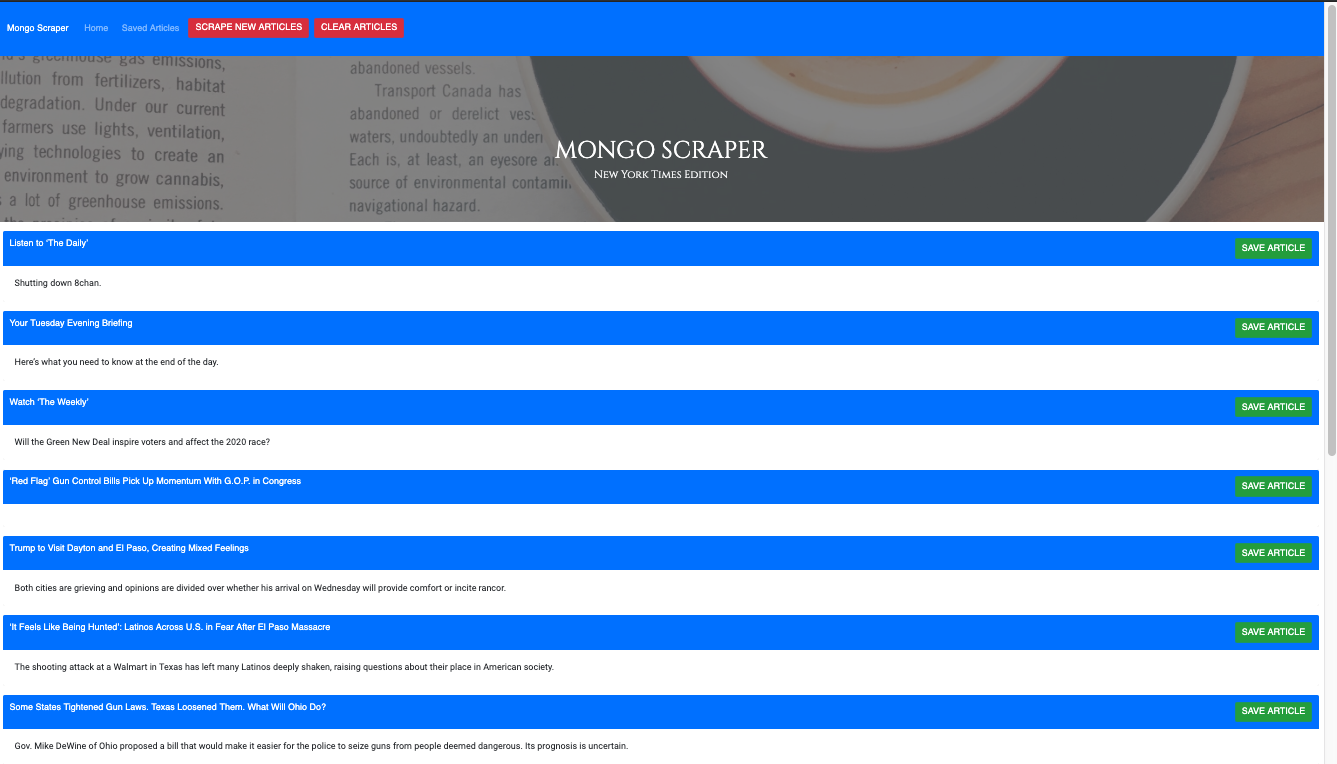 Mongo Scraper Home Saved Articles SCRAPE NEW ARTICLES CLEAR ARTICLES
greenhouse gas emissions,
llution from fertilizers, habitat
degradation. Under our current
farmers use lights, ventilation,
ying technologies to create an
environment to grow cannabis,
s a lot of greenhouse emissions.
abandoned vessels.
Transport Canada has
abandoned or derelict vess
waters, undoubtedly an undere
Each is, at least, an eyesore a
source of environmental contamin
navigational hazard.
MONGO SCRAPER
NEW YORK TIMES EDITION
Listen to ‘The Daily’ SAVE ARTICLE
Shutting down 8chan.
Your Tuesday Evening Briefing SAVE ARTICLE
Here’s what you need to know at the end of the day.
Watch ‘The Weekly’ SAVE ARTICLE
Will the Green New Deal inspire voters and affect the 2020 race?
‘Red Flag’ Gun Control Bills Pick Up Momentum With G.O.P. in Congress SAVE ARTICLE
Trump to Visit Dayton and El Paso, Creating Mixed Feelings SAVE ARTICLE
Both cities are grieving and opinions are divided over whether his arrival on Wednesday will provide comfort or incite rancor.
‘It Feels Like Being Hunted’: Latinos Across U.S. in Fear After El Paso Massacre SAVE ARTICLE
The shooting attack at a Walmart in Texas has left many Latinos deeply shaken, raising questions about their place in American society.
Some States Tightened Gun Laws. Texas Loosened Them. What Will Ohio Do? SAVE ARTICLE
Gov. Mike DeWine of Ohio proposed a bill that would make it easier for the police to seize guns from people deemed dangerous. Its prognosis is uncertain.